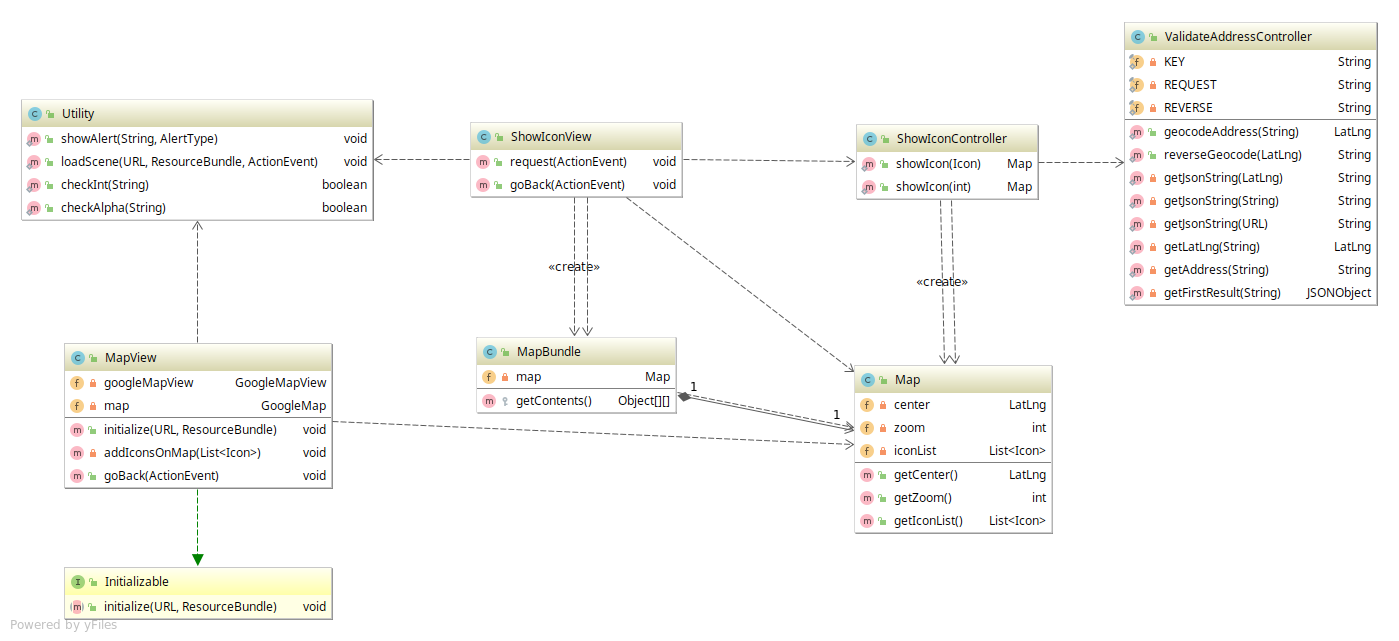 ValidateAddressController
KEY String
REQUEST String
REVERSE String
geocodeAddress(String) LatLng
reverseGeocode(LatLng) String
getJsonString(LatLng) String
getJsonString(String) String
getJsonString(URL) String
getLatLng(String) LatLng
getAddress(String) String
getFirstResult(String) JSONObject
Utility
showAlert(String, AlertType) void
loadScene(URL, ResourceBundle, ActionEvent) void
checkInt(String) boolean
checkAlpha(String) boolean
ShowIconView
request(ActionEvent) void
goBack(ActionEvent) void
ShowIconController
showIcon(Icon) Map
showIcon(int) Map
«create»
«create»
MapView
googleMapView GoogleMapView
map GoogleMap
initialize(URL, ResourceBundle) void
addIconsOnMap(List<Icon>) void
goBack(ActionEvent) void
MapBundle
map Map
getContents() Object[][]
1
1
Map
center LatLng
zoom int
iconList List<Icon>
getCenter() LatLng
getZoom() int
getIconList() List<Icon>
Initializable
initialize(URL, ResourceBundle) void
Powered by yFiles